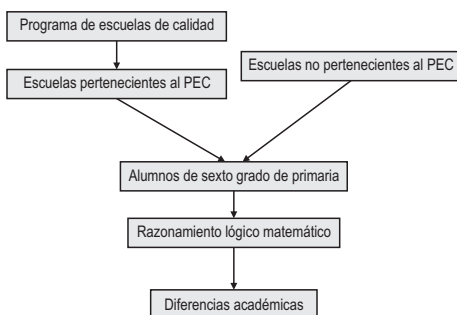 Programa de escuelas de calidad
Escuelas pertenecientes al PEC
Escuelas no pertenecientes al PEC
Alumnos de sexto grado de primaria
Razonamiento lógico matemático
Diferencias académicas